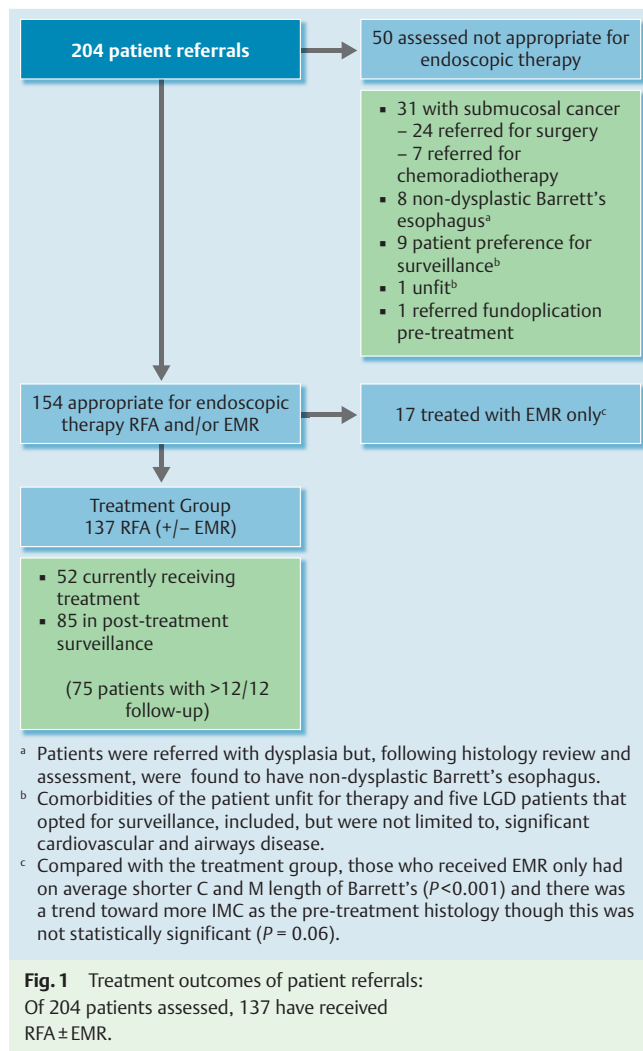 204 patient referrals
50 assessed not appropriate for
endoscopic therapy
▪ 31 with submucosal cancer
– 24 referred for surgery
– 7 referred for
chemoradiotherapy
▪ 8 non-dysplastic Barrett’s
esophagusᵃ
▪ 9 patient preference for
surveillanceᵇ
▪ 1 unfitᵇ
▪ 1 referred fundoplication
pre-treatment
154 appropriate for endoscopic
therapy RFA and/or EMR
17 treated with EMR onlyᶜ
Treatment Group
137 RFA (+/– EMR)
▪ 52 currently receiving
treatment
▪ 85 in post-treatment
surveillance
(75 patients with >12/12
follow-up)
ᵃ Patients were referred with dysplasia but, following histology review and
assessment, were found to have non-dysplastic Barrett’s esophagus.
ᵇ Comorbidities of the patient unfit for therapy and five LGD patients that
opted for surveillance, included, but were not limited to, significant
cardiovascular and airways disease.
ᶜ Compared with the treatment group, those who received EMR only had
on average shorter C and M length of Barrett’s (P<0.001) and there was
a trend toward more IMC as the pre-treatment histology though this was
not statistically significant (P = 0.06).
Fig. 1 Treatment outcomes of patient referrals:
Of 204 patients assessed, 137 have received
RFA ± EMR.